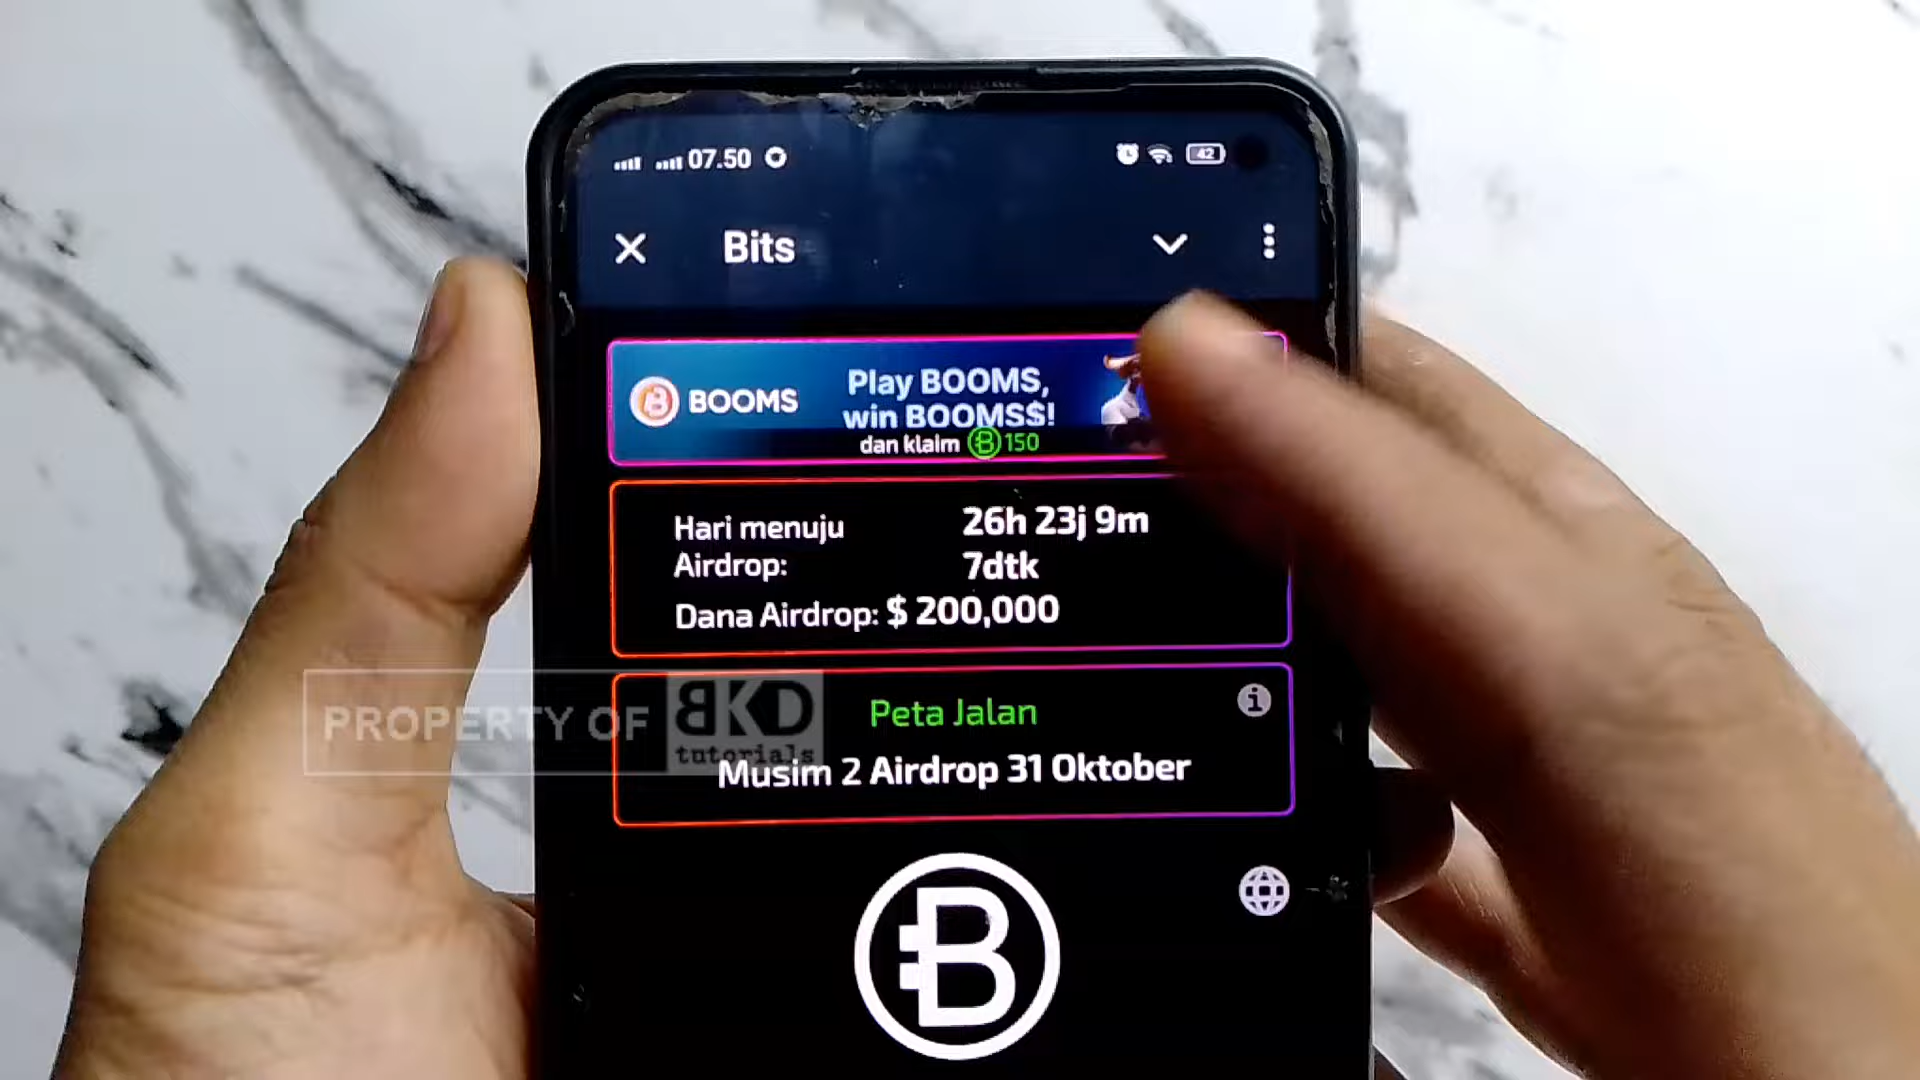 07.50
42
Bits
BOOMS
Play BOOMS,
win BOOMS$!
dan klaim 150
Hari menuju
Airdrop:
26h 23j 9m
7dtk
Dana Airdrop: $ 200,000
Peta Jalan
Musim 2 Airdrop 31 Oktober
PROPERTY OF BKD
tutorials